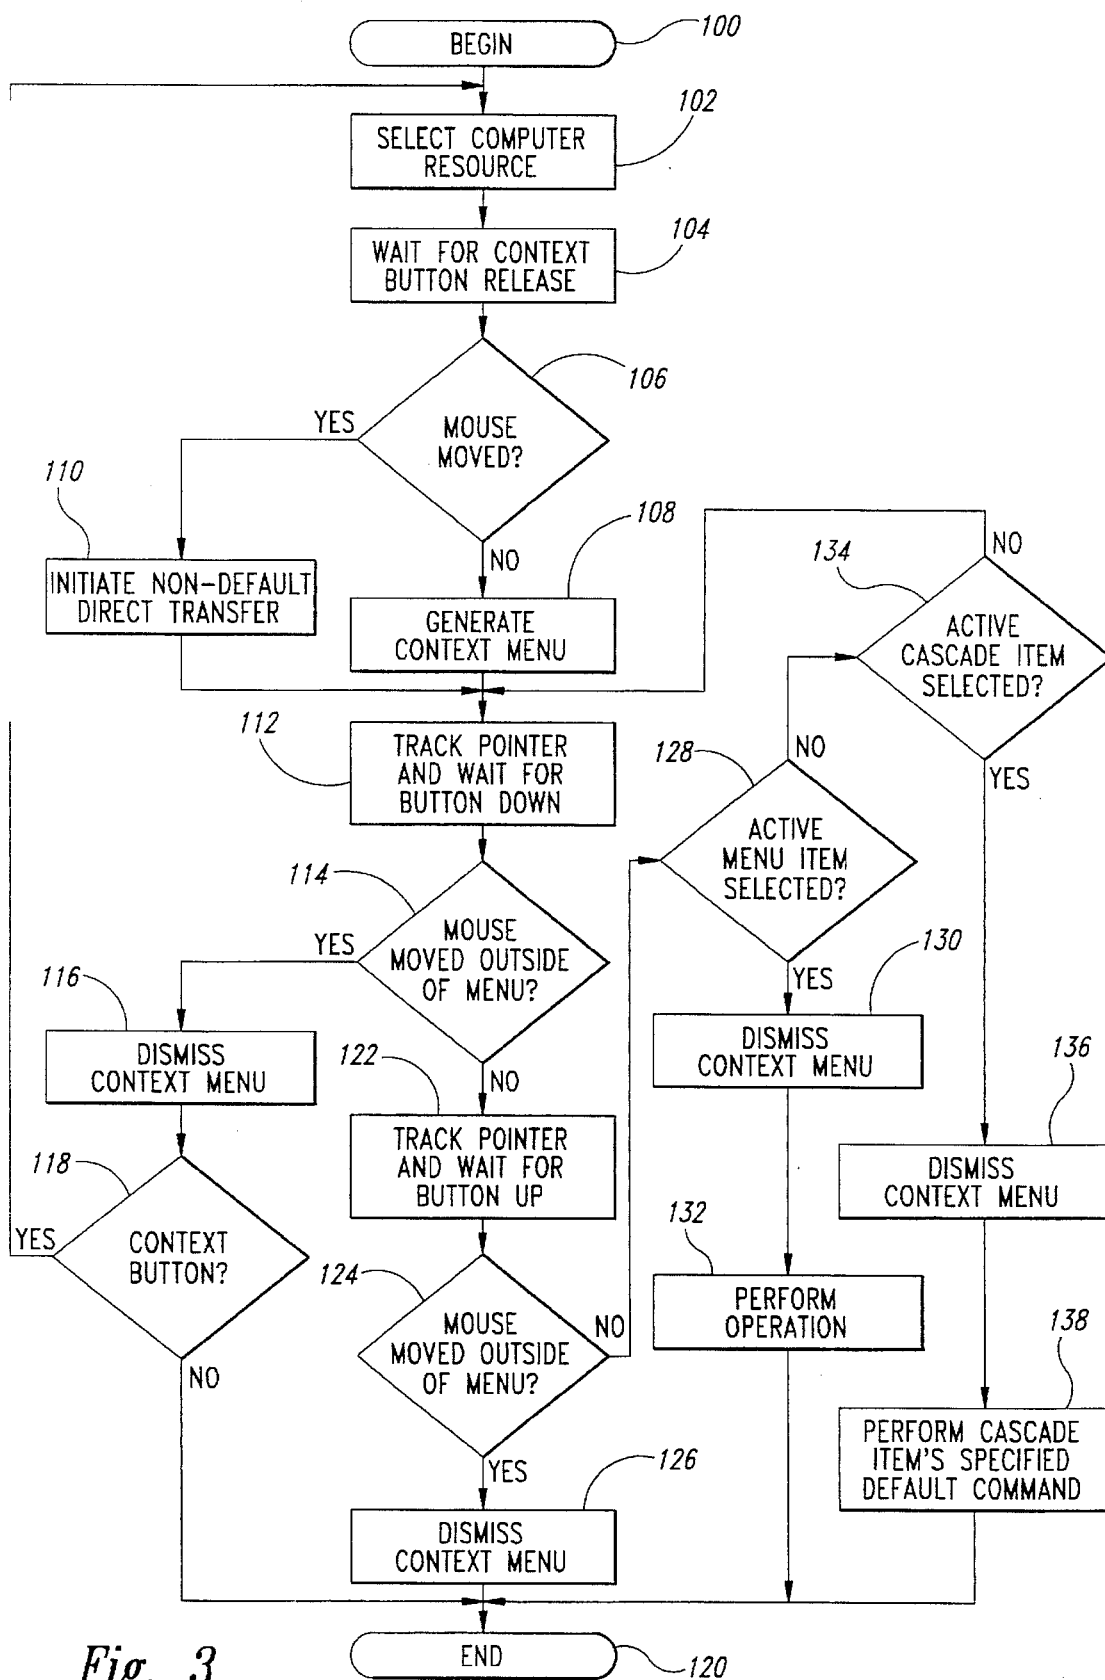 BEGIN
100
SELECT COMPUTER
RESOURCE
102
WAIT FOR CONTEXT
BUTTON RELEASE
104
MOUSE
MOVED?
106
YES
NO
110
INITIATE NON-DEFAULT
DIRECT TRANSFER
108
GENERATE
CONTEXT MENU
134
NO
ACTIVE
CASCADE ITEM
SELECTED?
YES
112
TRACK POINTER
AND WAIT FOR
BUTTON DOWN
128
NO
ACTIVE
MENU ITEM
SELECTED?
YES
114
YES
MOUSE
MOVED OUTSIDE
OF MENU?
NO
116
DISMISS
CONTEXT MENU
130
DISMISS
CONTEXT MENU
122
TRACK POINTER
AND WAIT FOR
BUTTON UP
136
DISMISS
CONTEXT MENU
118
YES
CONTEXT
BUTTON?
NO
124
MOUSE
MOVED OUTSIDE
OF MENU?
NO
YES
132
PERFORM
OPERATION
138
PERFORM CASCADE
ITEM'S SPECIFIED
DEFAULT COMMAND
126
DISMISS
CONTEXT MENU
END
120
Fig. 3